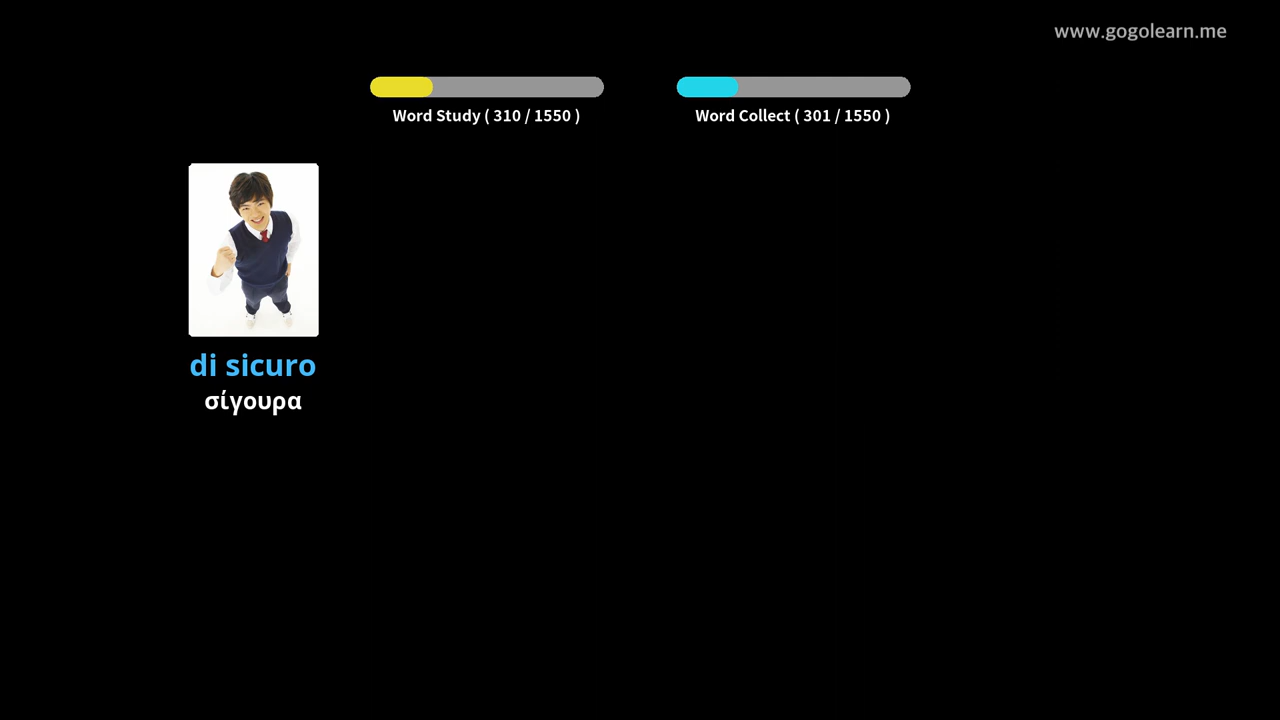 www.gogolearn.me
Word Study ( 310 / 1550 )
Word Collect ( 301 / 1550 )
di sicuro
σίγουρα